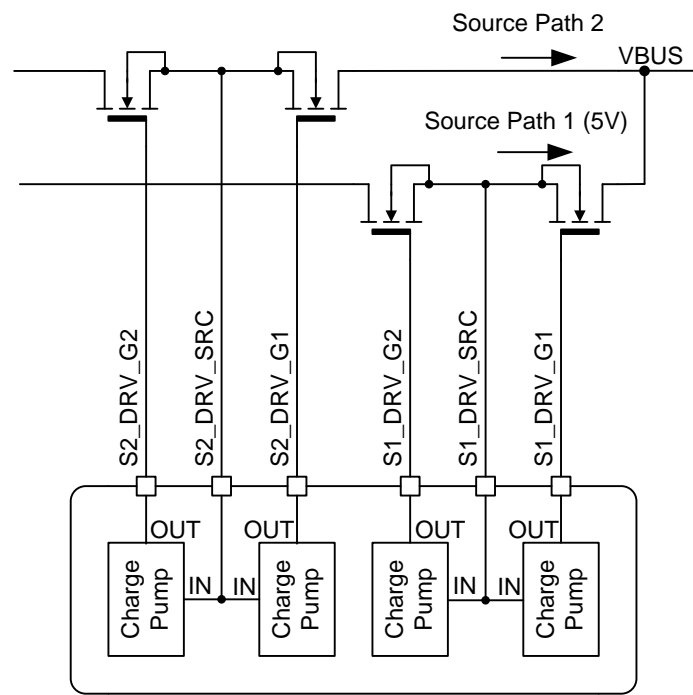 Source Path 2
VBUS
Source Path 1 (5V)
S2_DRV_G2
S2_DRV_SRC
S2_DRV_G1
S1_DRV_G2
S1_DRV_SRC
S1_DRV_G1
OUT
OUT
OUT
OUT
Charge
Pump
IN
IN
Charge
Pump
Charge
Pump
IN
IN
Charge
Pump